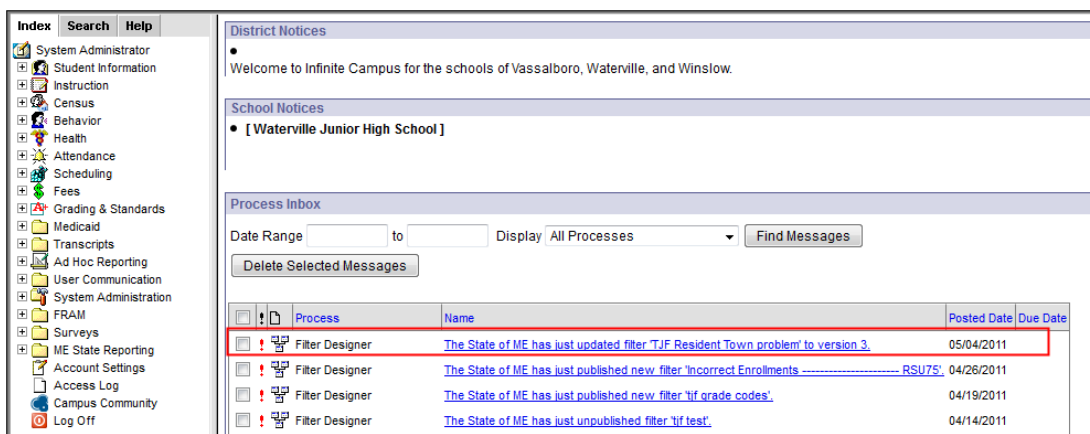 Index Search Help
System Administrator
Student Information
Instruction
Census
Behavior
Health
Attendance
Scheduling
Fees
Grading & Standards
Medicaid
Transcripts
Ad Hoc Reporting
User Communication
System Administration
FRAM
Surveys
ME State Reporting
Account Settings
Access Log
Campus Community
Log Off
District Notices
Welcome to Infinite Campus for the schools of Vassalboro, Waterville, and Winslow.
School Notices
[ Waterville Junior High School ]
Process Inbox
Date Range to Display All Processes Find Messages
Delete Selected Messages
Process Name Posted Date Due Date
Filter Designer The State of ME has just updated filter 'TJF Resident Town problem' to version 3. 05/04/2011
Filter Designer The State of ME has just published new filter 'Incorrect Enrollments ---------------------- RSU75'. 04/26/2011
Filter Designer The State of ME has just published new filter 'tjf grade codes'. 04/19/2011
Filter Designer The State of ME has just unpublished filter 'tjf test'. 04/14/2011